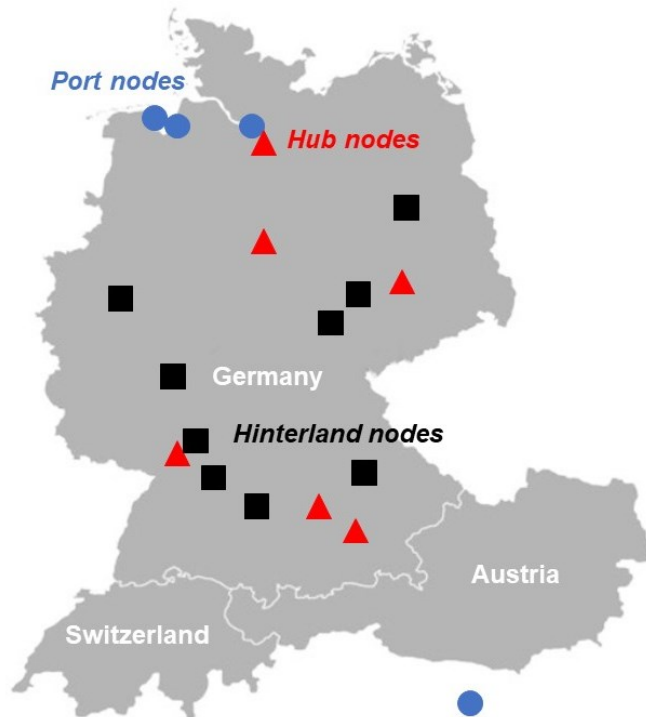 Port nodes
Hub nodes
Germany
Hinterland nodes
Austria
Switzerland